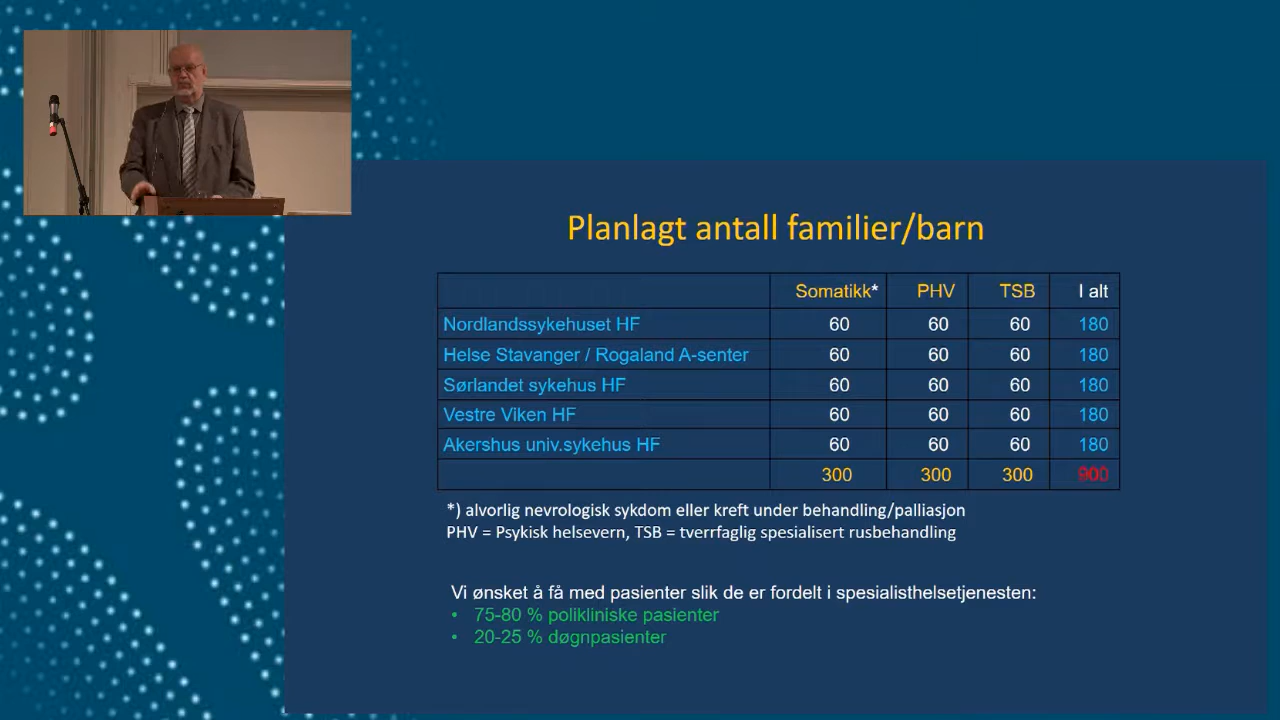 Planlagt antall familier/barn
Somatikk* PHV TSB I alt
Nordlandssykehuset HF 60 60 60 180
Helse Stavanger / Rogaland A-senter 60 60 60 180
Sørlandet sykehus HF 60 60 60 180
Vestre Viken HF 60 60 60 180
Akershus univ.sykehus HF 60 60 60 180
300 300 300 900
*) alvorlig nevrologisk sykdom eller kreft under behandling/palliasjon
PHV = Psykisk helsevern, TSB = tverrfaglig spesialisert rusbehandling
Vi ønsket å få med pasienter slik de er fordelt i spesialisthelsetjenesten:
• 75-80 % polikliniske pasienter
• 20-25 % døgnpasienter